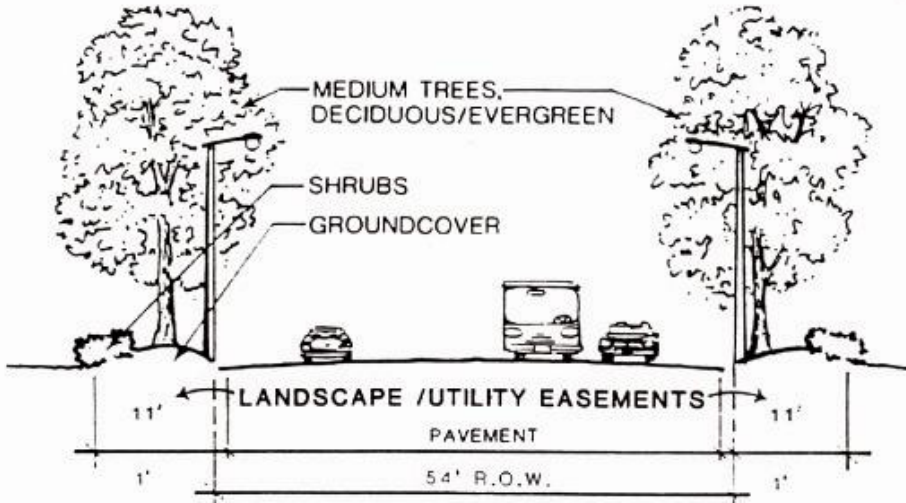 MEDIUM TREES,
DECIDUOUS/EVERGREEN
SHRUBS
GROUNDCOVER
LANDSCAPE /UTILITY EASEMENTS
11'
11'
PAVEMENT
1'
54' R.O.W.
1'